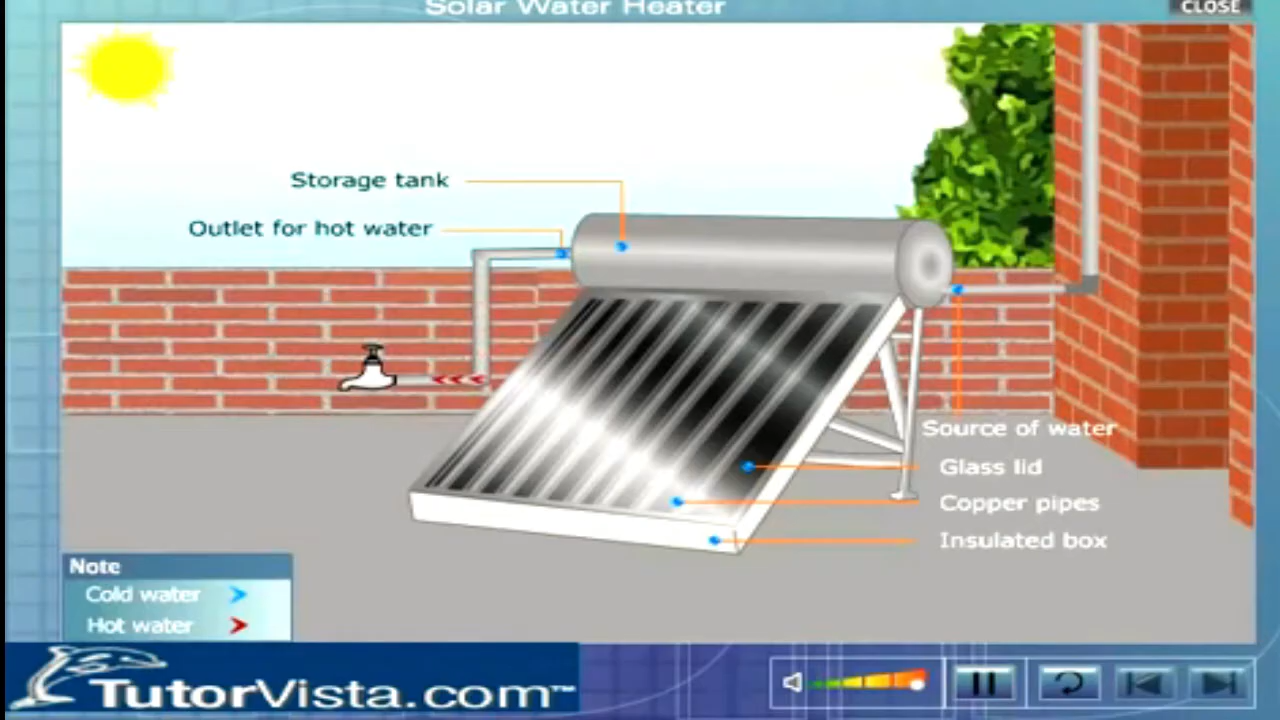 Solar Water Heater
CLOSE
Storage tank
Outlet for hot water
Source of water
Glass lid
Copper pipes
Insulated box
Note
Cold water
Hot water
TutorVista.com™